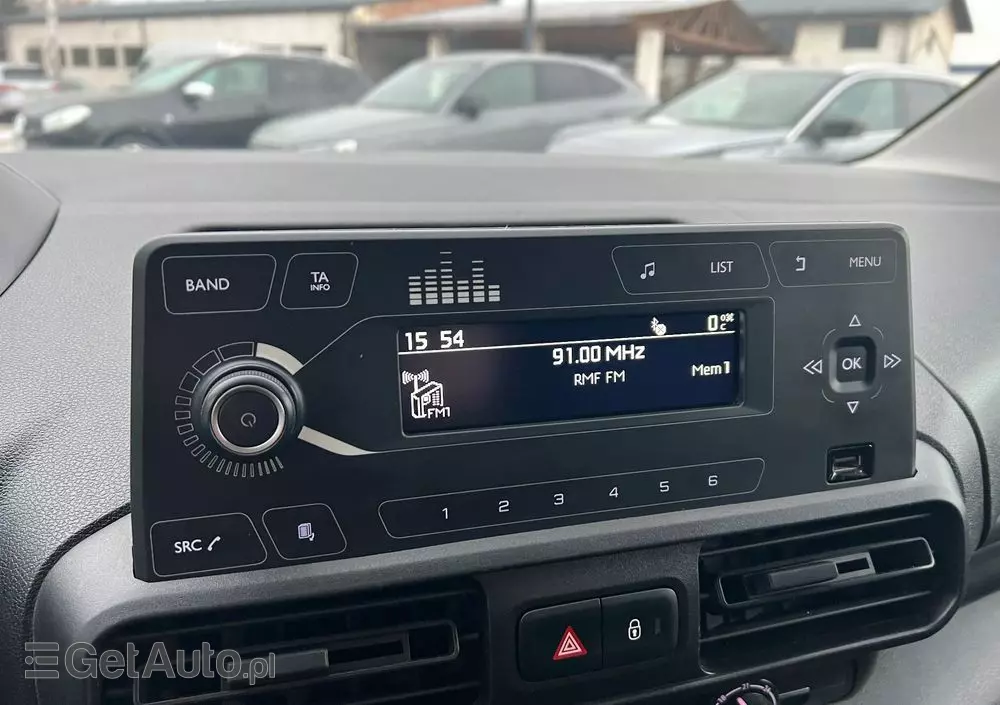 BAND
TA
INFO
LIST
MENU
15 54
0
C
91.00 MHz
RMF FM
Mem 1
FM1
OK
1 2 3 4 5 6
SRC
GetAuto.pl